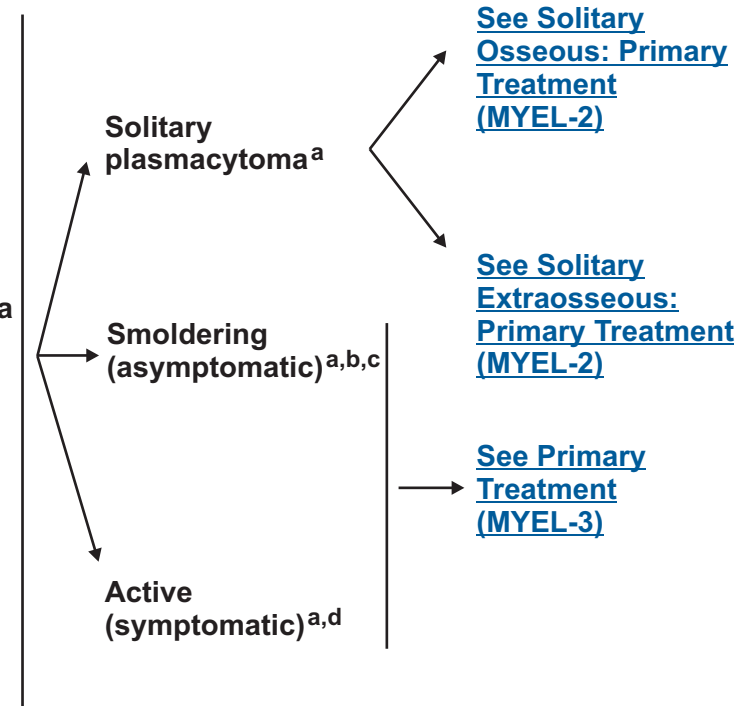 See Solitary
Osseous: Primary
Treatment
(MYEL-2)
Solitary
plasmacytomaᵃ
See Solitary
Extraosseous:
Primary Treatment
(MYEL-2)
a
Smoldering
(asymptomatic)ᵃ,ᵇ,ᶜ
See Primary
Treatment
(MYEL-3)
Active
(symptomatic)ᵃ,ᵈ